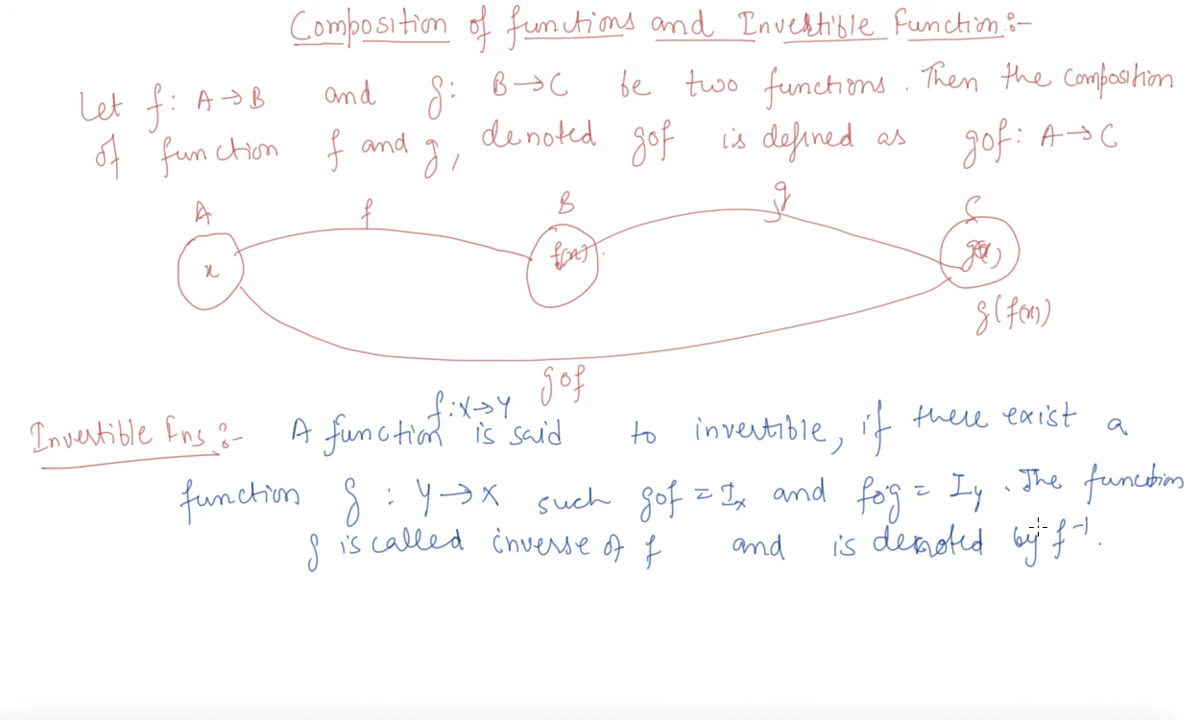 Composition of functions and Invertible Function:-
Let f: A→B and g: B→C be two functions. Then the composition
of function f and g, denoted gof is defined as gof: A→C
A f B g C
x f(x)
g(f(x))
gof
f:X→Y
Invertible Fns:- A function is said to invertible, if there exist a
function g : Y→X such gof = Ix and fog = Iy. The function
g is called inverse of f and is denoted by f⁻¹.